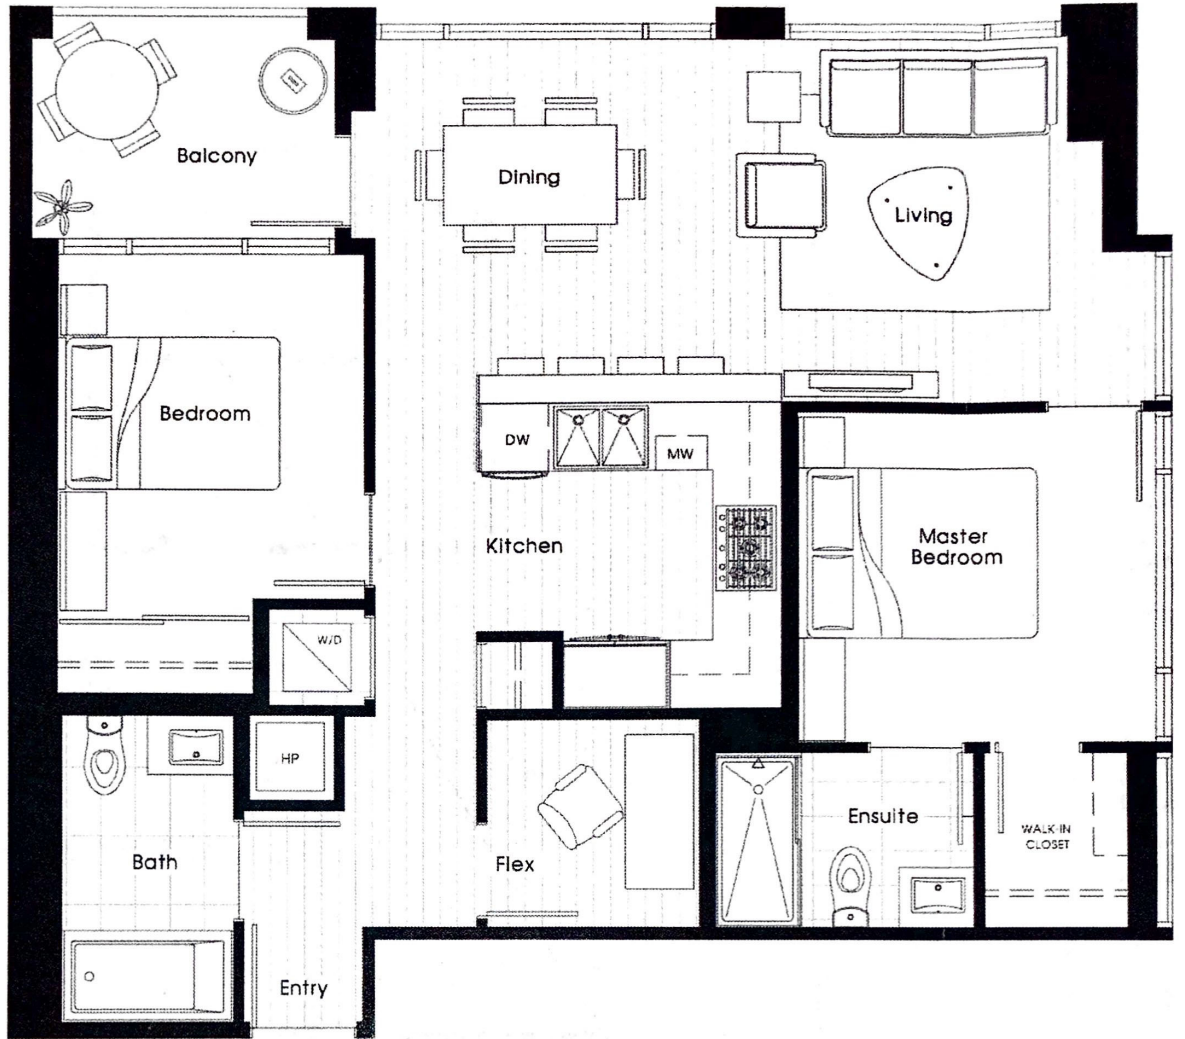 Balcony
Dining
Living
Bedroom
DW
MW
Kitchen
Master
Bedroom
W/D
HP
Ensuite
WALK-IN
CLOSET
Bath
Flex
Entry